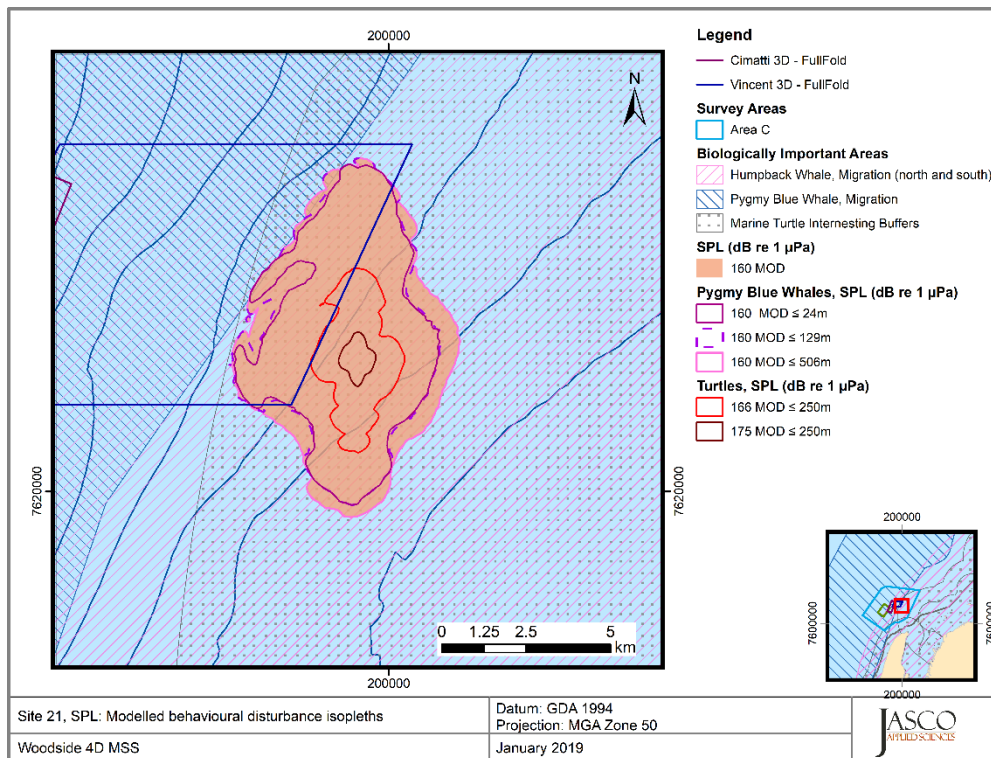 200000
N
7620000
7620000
0 1.25 2.5 5
km
200000
Legend
Cimatti 3D - FullFold
Vincent 3D - FullFold
Survey Areas
Area C
Biologically Important Areas
Humpback Whale, Migration (north and south)
Pygmy Blue Whale, Migration
Marine Turtle Internesting Buffers
SPL (dB re 1 µPa)
160 MOD
Pygmy Blue Whales, SPL (dB re 1 µPa)
160 MOD ≤ 24m
160 MOD ≤ 129m
160 MOD ≤ 506m
Turtles, SPL (dB re 1 µPa)
166 MOD ≤ 250m
175 MOD ≤ 250m
200000
7600000
200000
Site 21, SPL: Modelled behavioural disturbance isopleths
Datum: GDA 1994
Projection: MGA Zone 50
Woodside 4D MSS
January 2019
JASCO
APPLIED SCIENCES